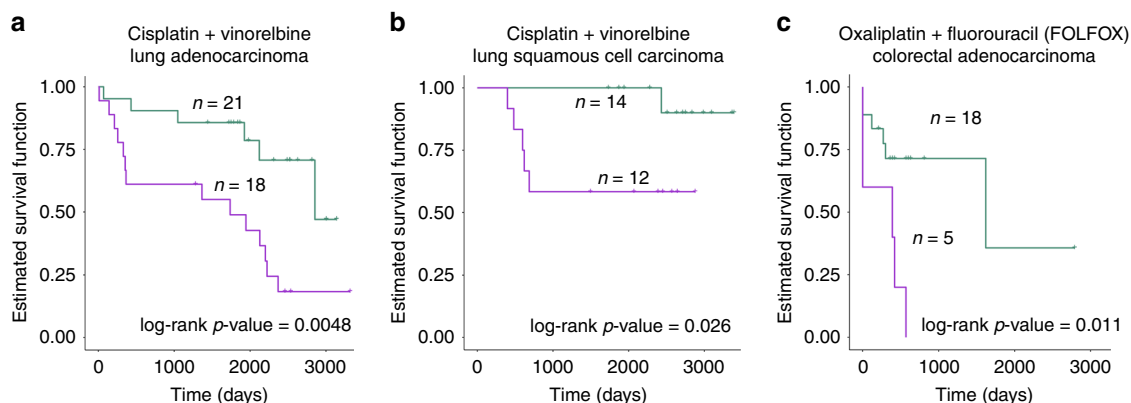 a
Cisplatin + vinorelbine
lung adenocarcinoma
Estimated survival function
1.00
0.75
0.50
0.25
0.00
n = 21
n = 18
log-rank p-value = 0.0048
0 1000 2000 3000
Time (days)
b
Cisplatin + vinorelbine
lung squamous cell carcinoma
Estimated survival function
1.00
0.75
0.50
0.25
0.00
n = 14
n = 12
log-rank p-value = 0.026
0 1000 2000 3000
Time (days)
c
Oxaliplatin + fluorouracil (FOLFOX)
colorectal adenocarcinoma
Estimated survival function
1.00
0.75
0.50
0.25
0.00
n = 18
n = 5
log-rank p-value = 0.011
0 1000 2000 3000
Time (days)